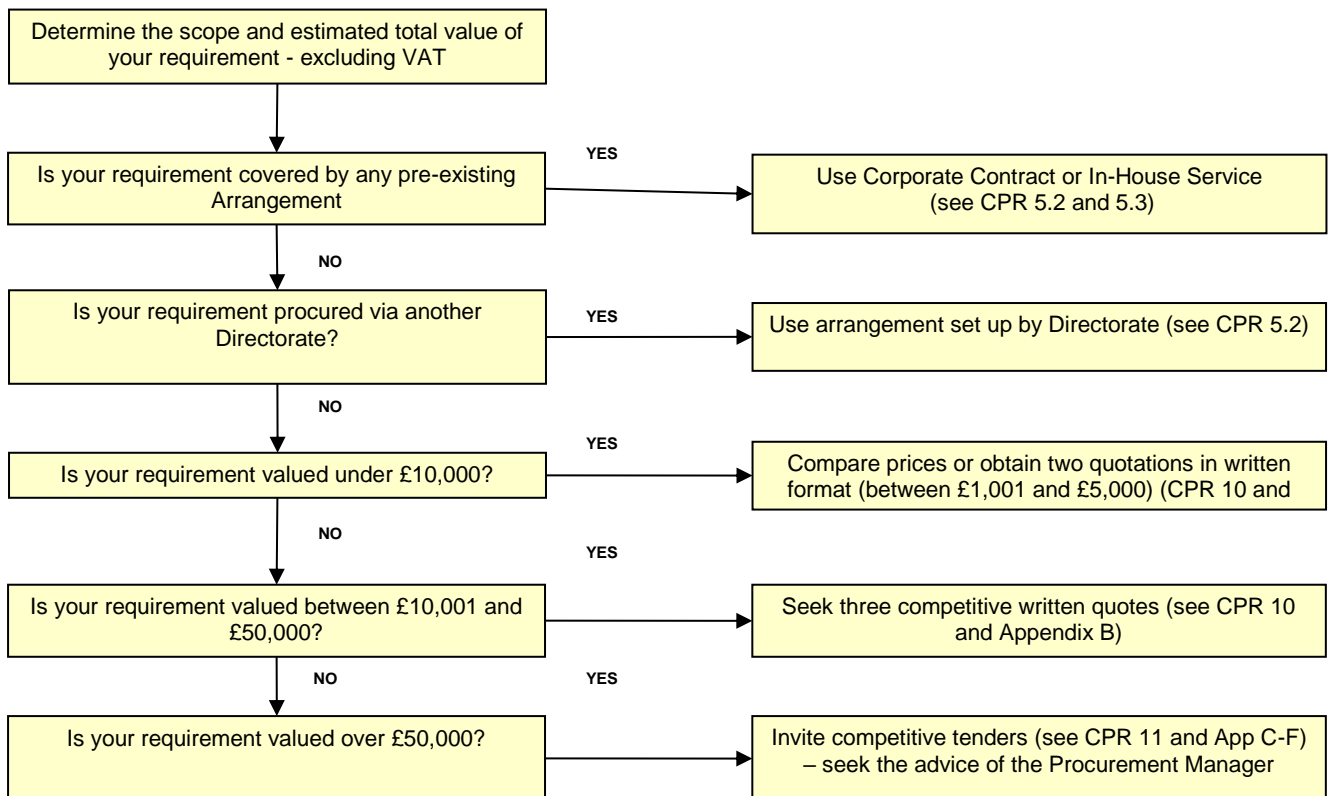 Determine the scope and estimated total value of
your requirement - excluding VAT
YES
Is your requirement covered by any pre-existing
Arrangement
Use Corporate Contract or In-House Service
(see CPR 5.2 and 5.3)
NO
Is your requirement procured via another
Directorate?
YES
Use arrangement set up by Directorate (see CPR 5.2)
NO
YES
Is your requirement valued under £10,000?
Compare prices or obtain two quotations in written
format (between £1,001 and £5,000) (CPR 10 and
NO
YES
Is your requirement valued between £10,001 and
£50,000?
Seek three competitive written quotes (see CPR 10
and Appendix B)
NO
YES
Is your requirement valued over £50,000?
Invite competitive tenders (see CPR 11 and App C-F)
– seek the advice of the Procurement Manager